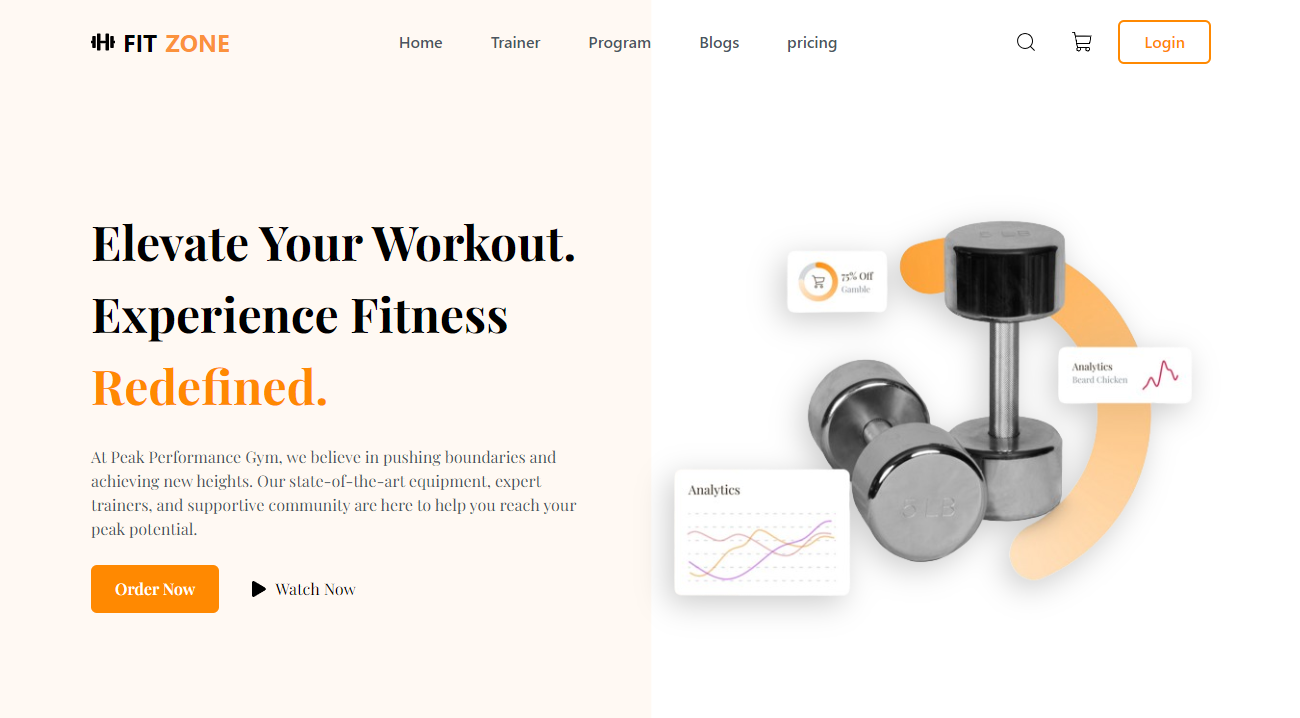 FIT ZONE
Home Trainer Program Blogs pricing
Login
Elevate Your Workout.
Experience Fitness
Redefined.
At Peak Performance Gym, we believe in pushing boundaries and
achieving new heights. Our state-of-the-art equipment, expert
trainers, and supportive community are here to help you reach your
peak potential.
Order Now
Watch Now
75% Off
Gamble
Analytics
Beard Chicken
Analytics
5 LB